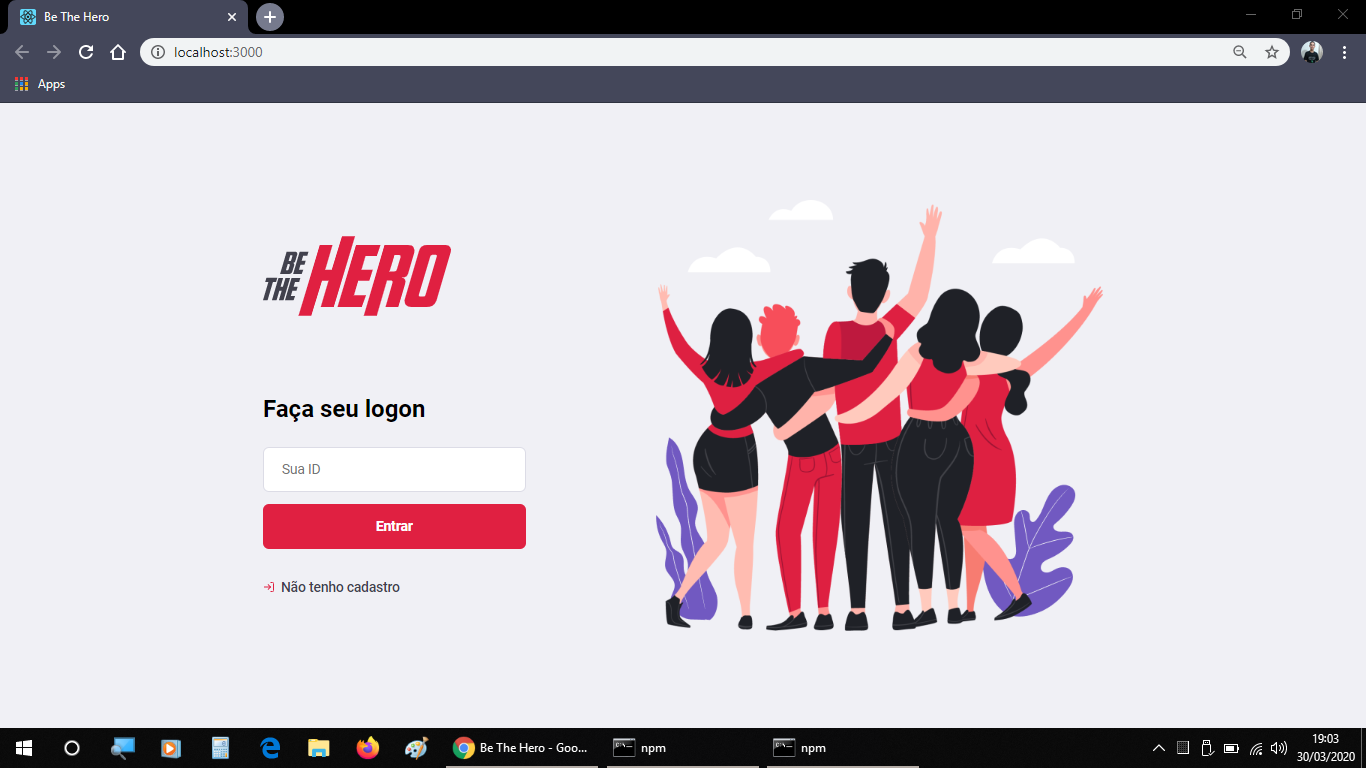 Be The Hero
localhost:3000
Apps
BE
THE HERO
Faça seu logon
Sua ID
Entrar
Não tenho cadastro
Be The Hero - Goo...
npm
npm
19:03
30/03/2020